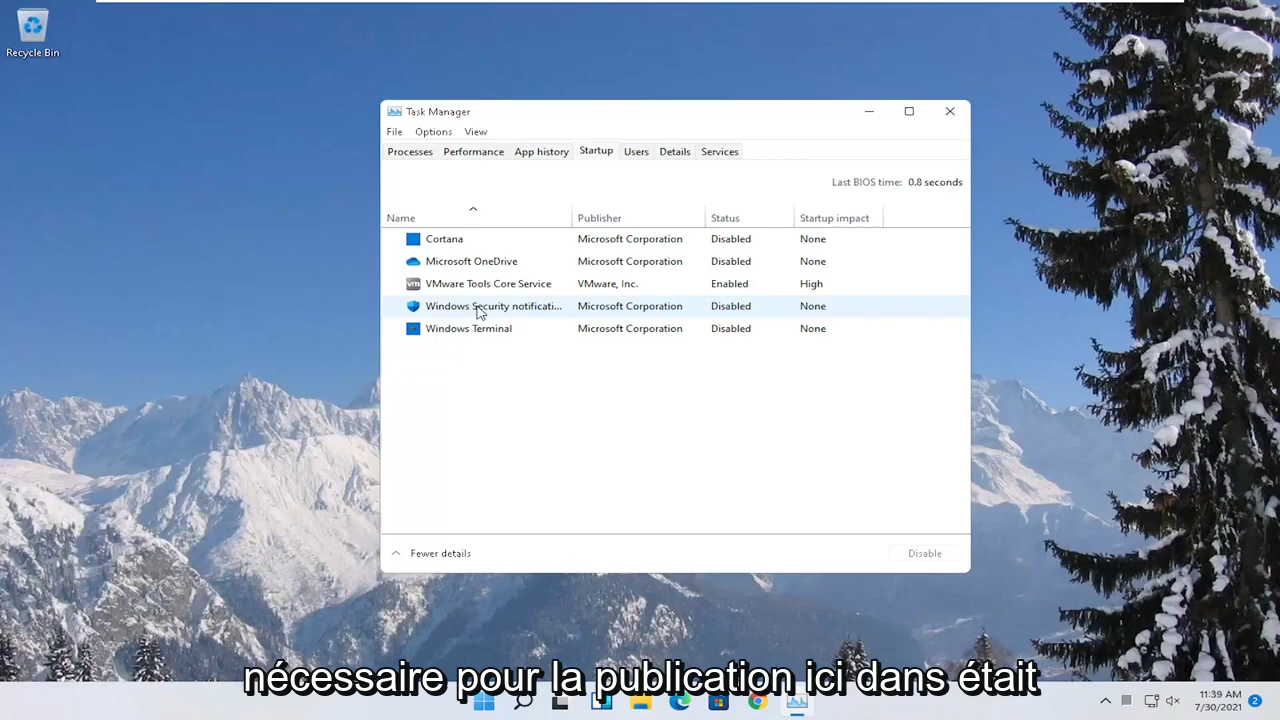 Recycle Bin
Task Manager
File Options View
Processes Performance App history Startup Users Details Services
Last BIOS time: 0.8 seconds
Name Publisher Status Startup impact
Cortana Microsoft Corporation Disabled None
Microsoft OneDrive Microsoft Corporation Disabled None
vm VMware Tools Core Service VMware, Inc. Enabled High
Windows Security notificati... Microsoft Corporation Disabled None
Windows Terminal Microsoft Corporation Disabled None
Fewer details Disable
nécessaire pour la publication ici dans était
11:39 AM
7/30/2021
2